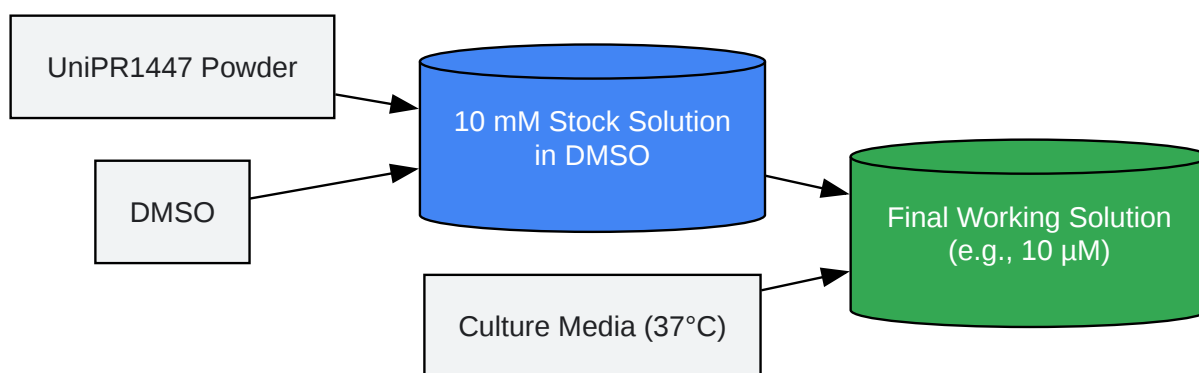 UniPR1447 Powder
DMSO
10 mM Stock Solution
in DMSO
Culture Media (37°C)
Final Working Solution
(e.g., 10 µM)